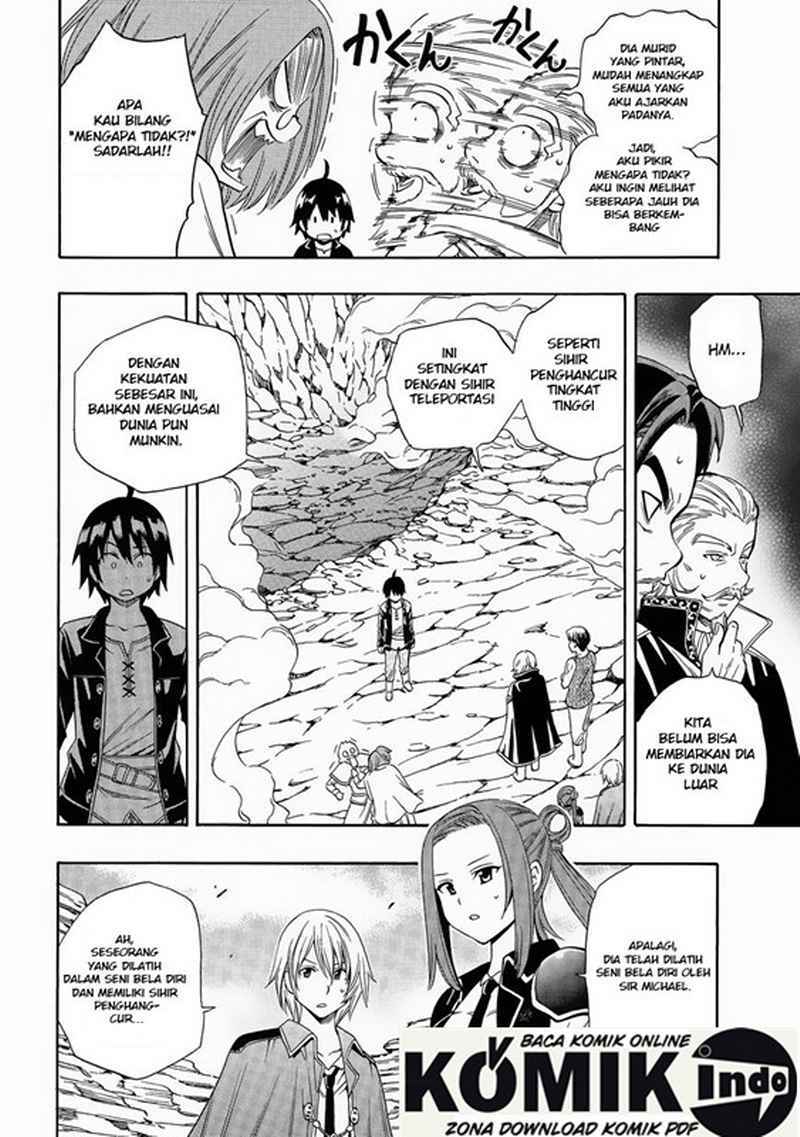 かくん
かくん
DIA MURID
YANG PINTAR,
MUDAH MENANGKAP
SEMUA YANG
AKU AJARKAN
PADANYA.
JADI,
AKU PIKIR
MENGAPA TIDAK?
AKU INGIN MELIHAT
SEBERAPA JAUH DIA
BISA BERKEM-
BANG
APA
KAU BILANG
"MENGAPA TIDAK?!"
SADARLAH!!
HM...
KITA
BELUM BISA
MEMBIARKAN DIA
KE DUNIA
LUAR
SEPERTI
SIHIR
PENGHANCUR
TINGKAT
TINGGI
INI
SETINGKAT
DENGAN SIHIR
TELEPORTASI
DENGAN
KEKUATAN
SEBESAR INI,
BAHKAN MENGUASAI
DUNIA PUN
MUNKIN.
APALAGI,
DIA TELAH DILATIH
SENI BELA DIRI OLEH
SIR MICHAEL.
AH,
SESEORANG
YANG DILATIH
DALAM SENI BELA DIRI
DAN MEMILIKI SIHIR
PENGHANG-
CUR...
BACA KOMIK ONLINE
KOMIK indo
ZONA DOWNLOAD KOMIK PDF